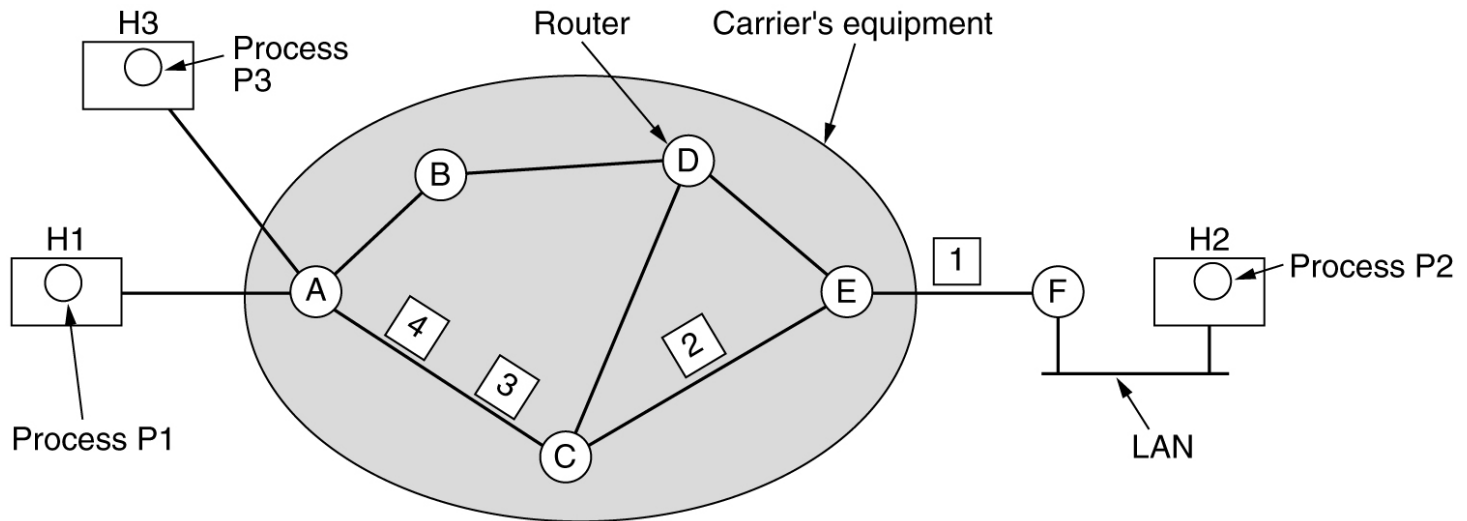 H3
Process
P3
Router
Carrier's equipment
B
D
H1
A
4
3
2
E
1
F
H2
Process P2
C
Process P1
LAN